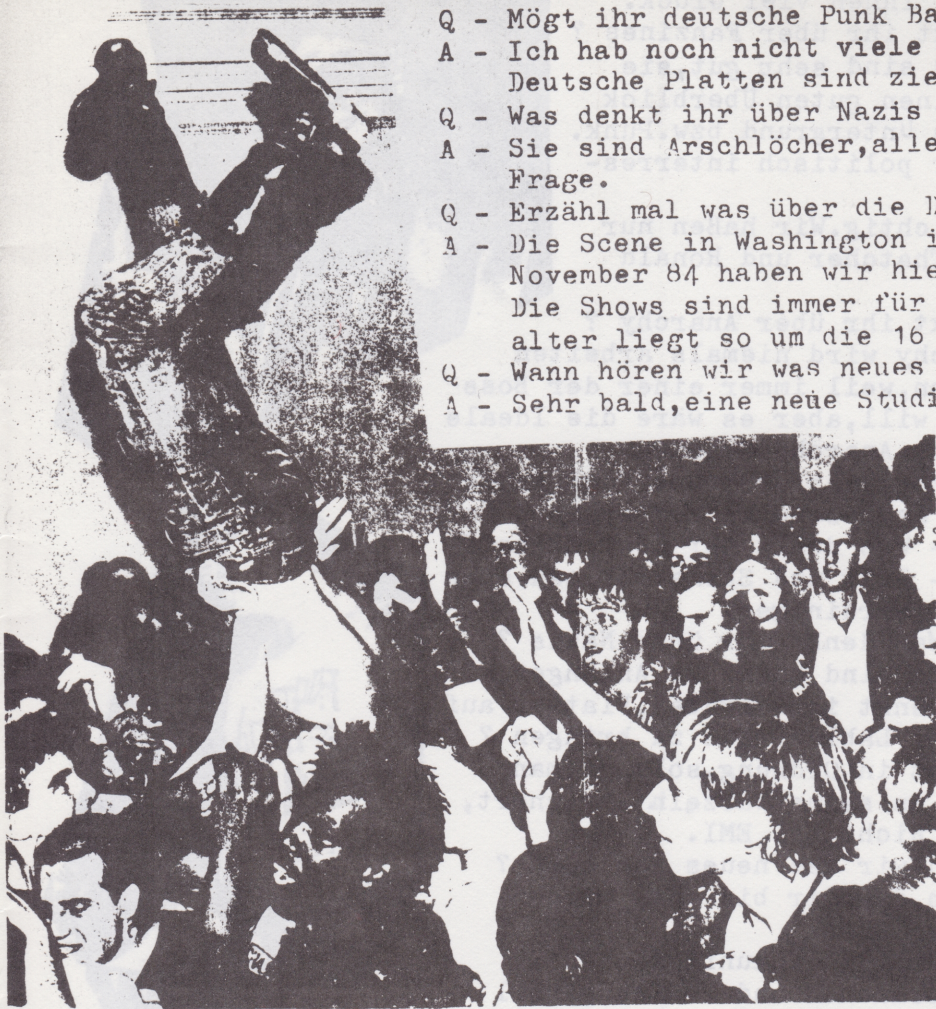 Q - Mögt ihr deutsche Punk Ba
A - Ich hab noch nicht viele
Deutsche Platten sind zie
Q - Was denkt ihr über Nazis
A - Sie sind Arschlöcher,alle
Frage.
Q - Erzähl mal was über die
A - Die Scene in Washington i
November 84 haben wir hie
Die Shows sind immer für
alter liegt so um die 16
Q - Wann hören wir was neues
A - Sehr bald,eine neue Studi